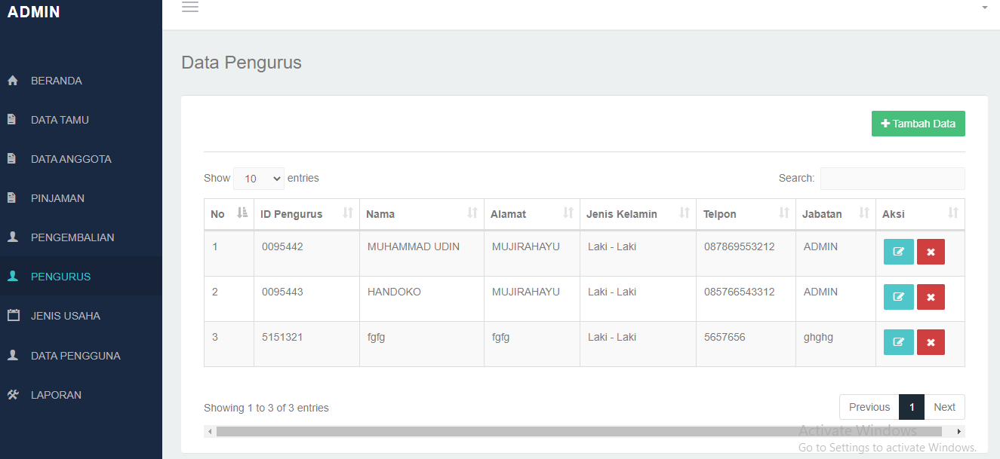 ADMIN
BERANDA
DATA TAMU
DATA ANGGOTA
PINJAMAN
PENGEMBALIAN
PENGURUS
JENIS USAHA
DATA PENGGUNA
LAPORAN
Data Pengurus
Tambah Data
Show 10 entries Search:
No ID Pengurus Nama Alamat Jenis Kelamin Telpon Jabatan Aksi
1 0095442 MUHAMMAD UDIN MUJIRAHAYU Laki - Laki 087869553212 ADMIN
2 0095443 HANDOKO MUJIRAHAYU Laki - Laki 085766543312 ADMIN
3 5151321 fgfg fgfg Laki - Laki 5657656 ghghg
Showing 1 to 3 of 3 entries Previous 1 Next
Activate Windows
Go to Settings to activate Windows.